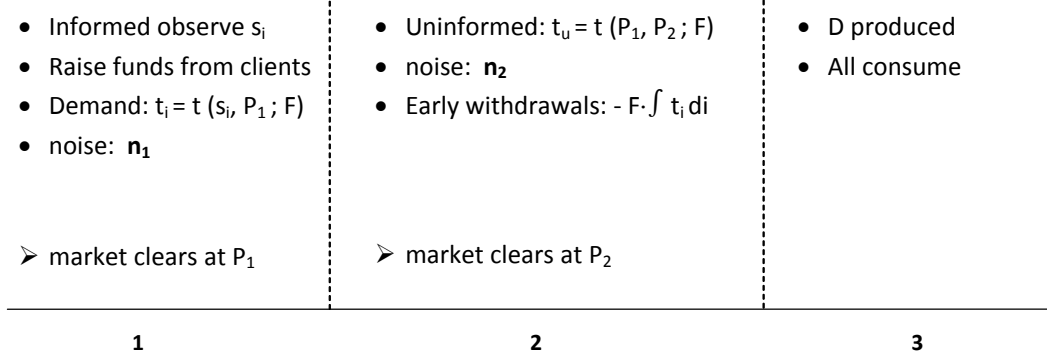 • Informed observe sᵢ
• Raise funds from clients
• Demand: tᵢ = t (sᵢ, P₁ ; F)
• noise: n₁
➢ market clears at P₁
• Uninformed: tᵤ = t (P₁, P₂ ; F)
• noise: n₂
• Early withdrawals: - F·∫ tᵢ di
➢ market clears at P₂
• D produced
• All consume
1 2 3